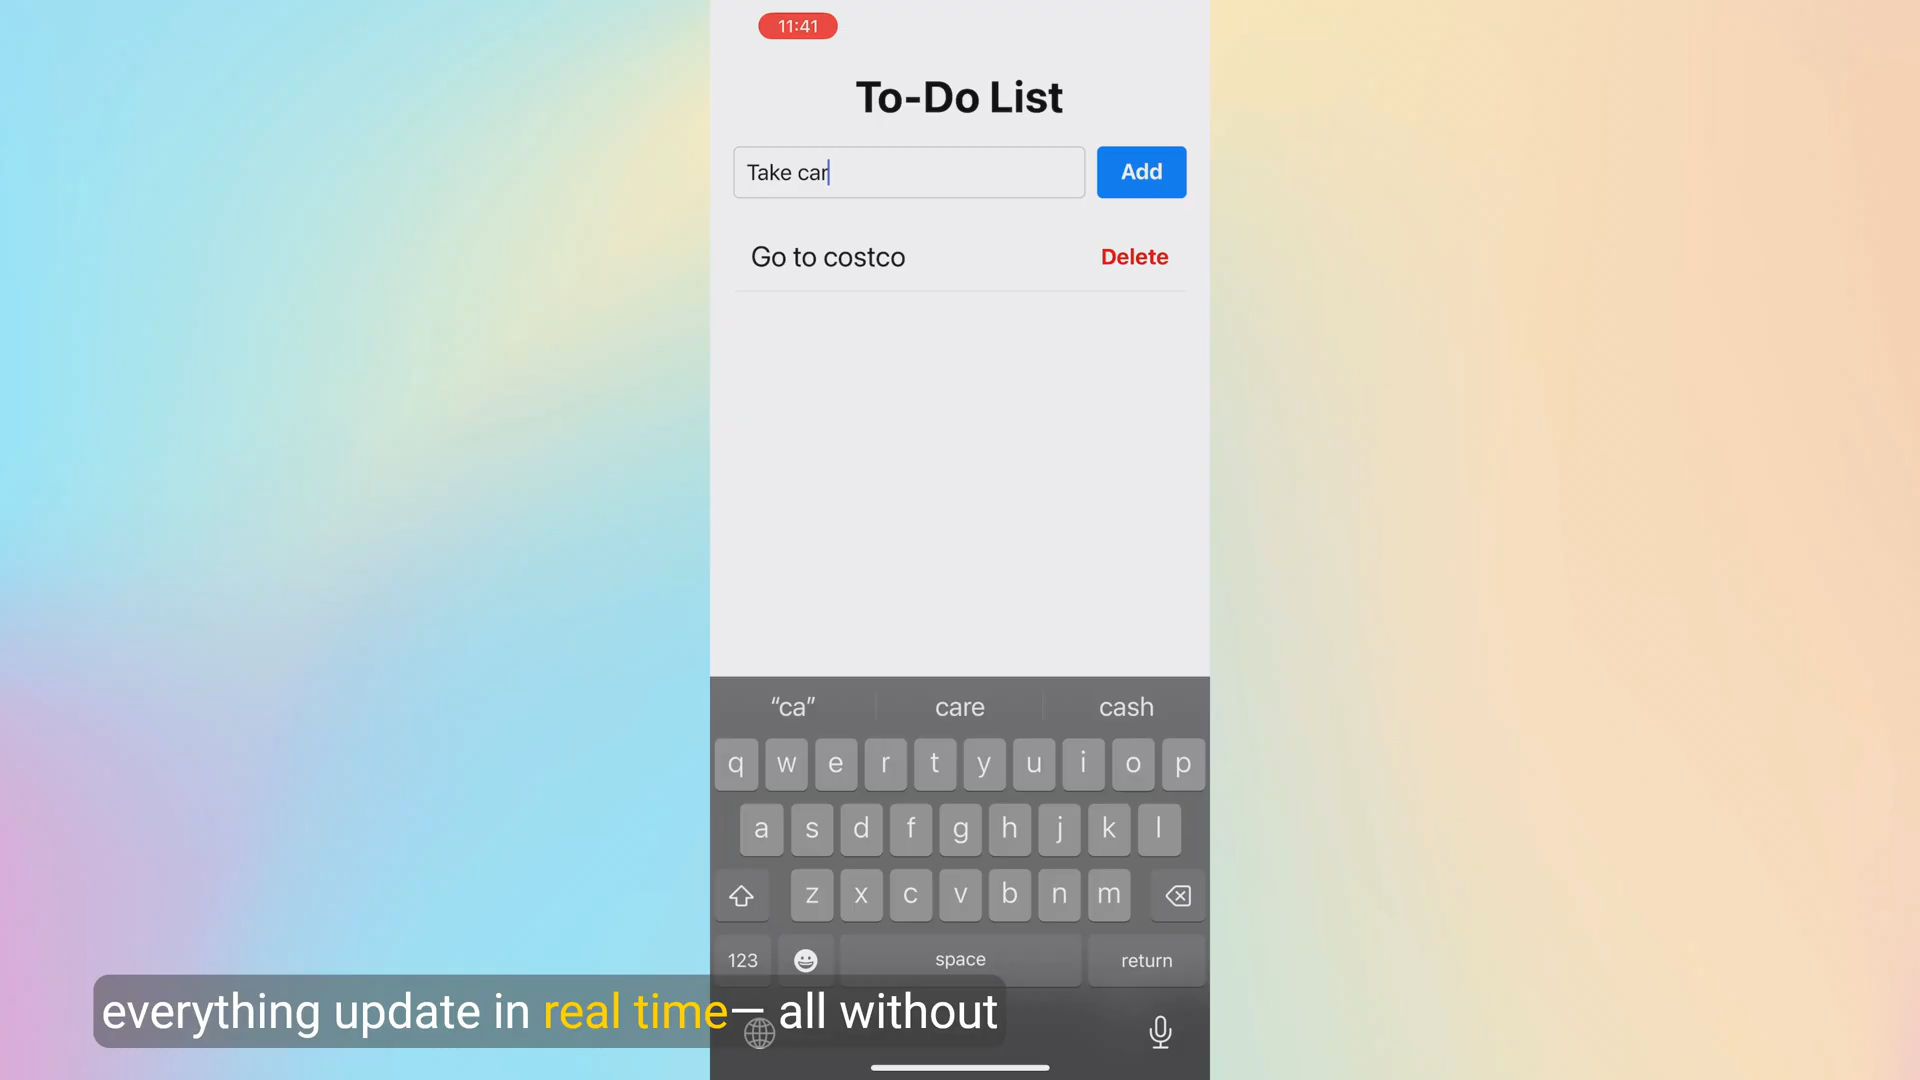 11:41
To-Do List
Take car
Add
Go to costco
Delete
“ca” care cash
q w e r t y u i o p
a s d f g h j k l
z x c v b n m
123 space return
everything update in real time— all without